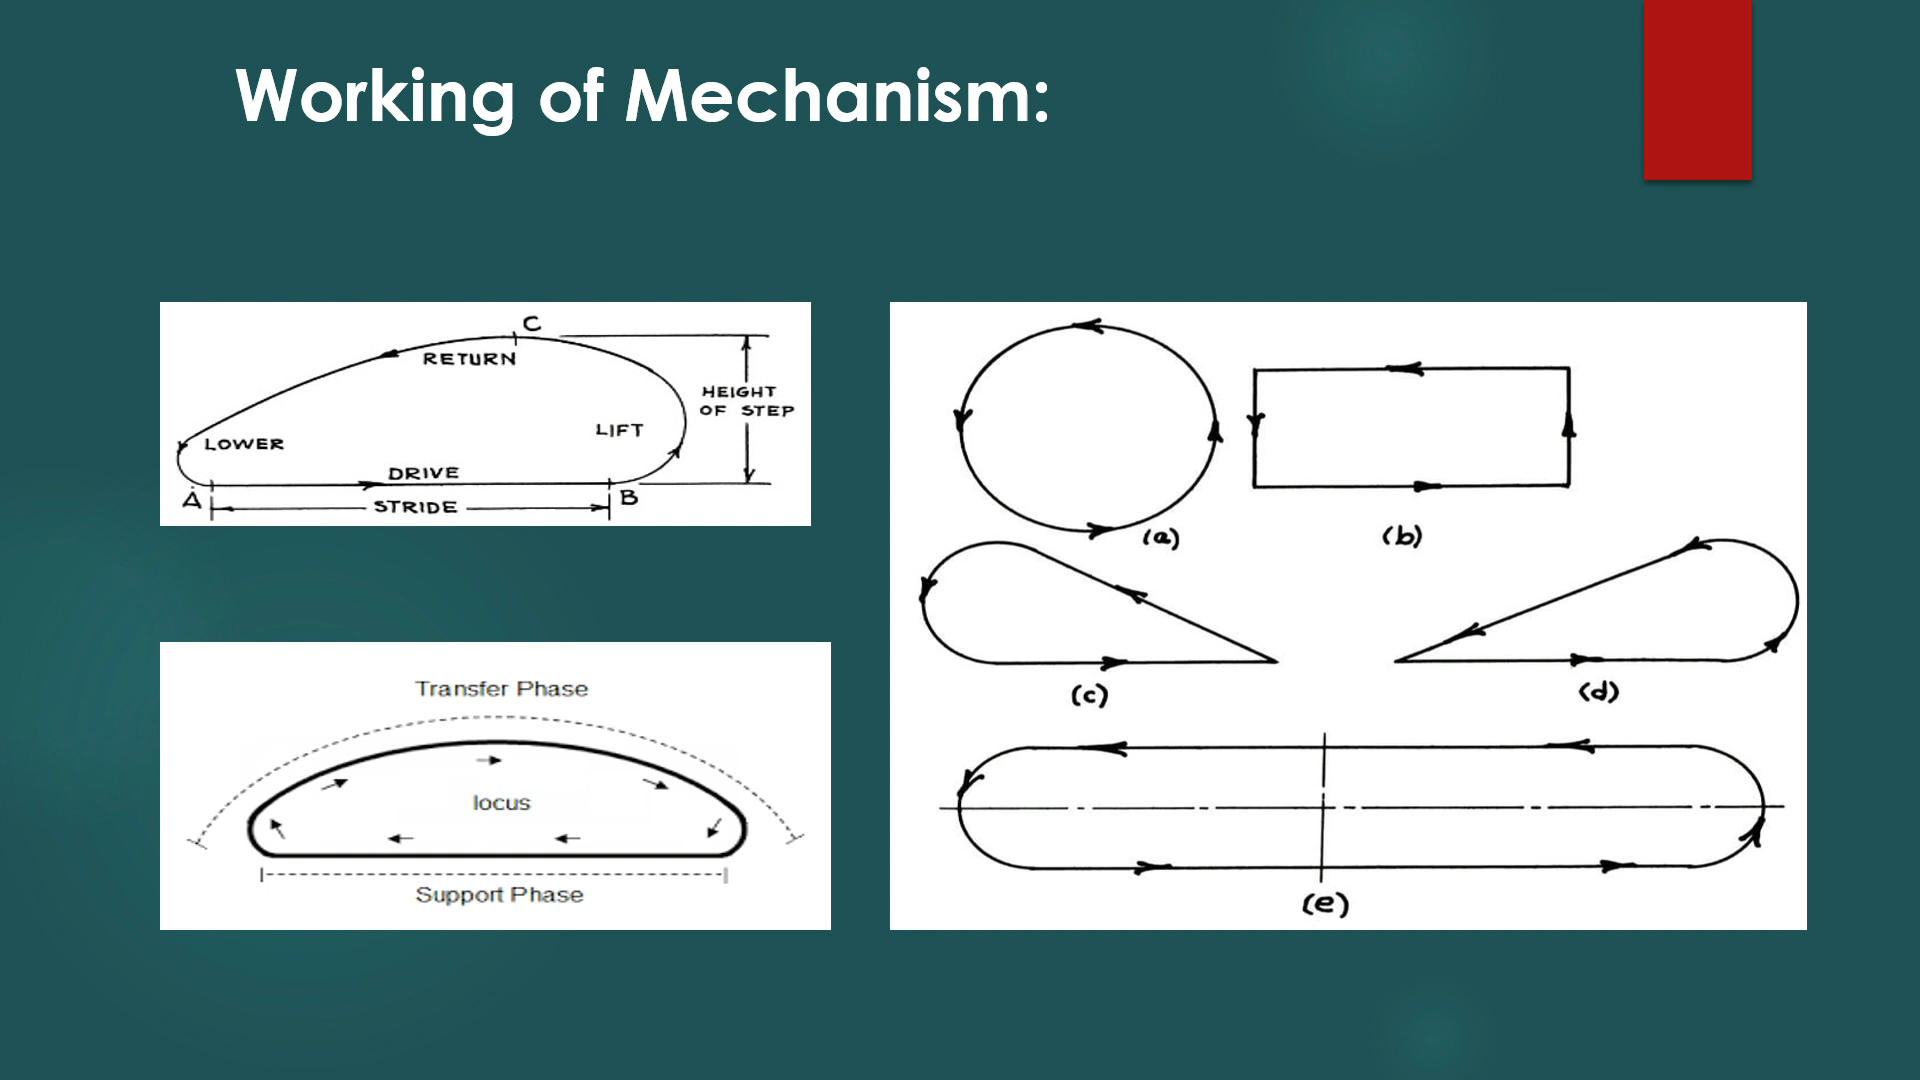 Working of Mechanism:
C
RETURN
HEIGHT
OF STEP
LIFT
LOWER
DRIVE
A
B
STRIDE
Transfer Phase
locus
Support Phase
(a)
(b)
(c)
(d)
(e)